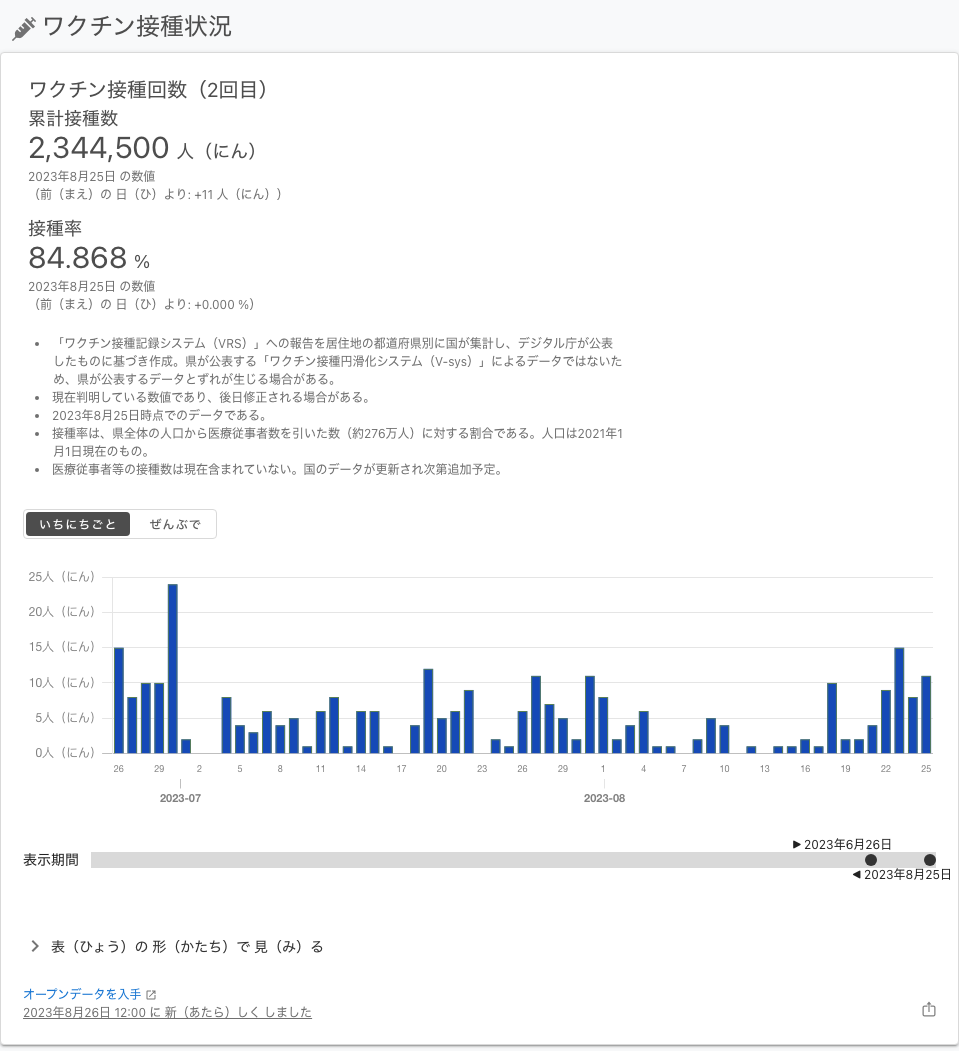 ワクチン接種状況
ワクチン接種回数（2回目）
累計接種数
2,344,500 人（にん）
2023年8月25日 の数値
（前（まえ）の 日（ひ）より: +11 人（にん））
接種率
84.868 %
2023年8月25日 の数値
（前（まえ）の 日（ひ）より: +0.000 %）
• 「ワクチン接種記録システム（VRS）」への報告を居住地の都道府県別に国が集計し、デジタル庁が公表
したものに基づき作成。県が公表する「ワクチン接種円滑化システム（V-sys）」によるデータではないた
め、県が公表するデータとずれが生じる場合がある。
• 現在判明している数値であり、後日修正される場合がある。
• 2023年8月25日時点でのデータである。
• 接種率は、県全体の人口から医療従事者数を引いた数（約276万人）に対する割合である。人口は2021年1
月1日現在のもの。
• 医療従事者等の接種数は現在含まれていない。国のデータが更新され次第追加予定。
いちにちごと ぜんぶで
25人（にん）
20人（にん）
15人（にん）
10人（にん）
5人（にん）
0人（にん）
26 29 2 5 8 11 14 17 20 23 26 29 1 4 7 10 13 16 19 22 25
2023-07 2023-08
▶ 2023年6月26日
表示期間
◀ 2023年8月25日
表（ひょう）の 形（かたち）で 見（み）る
オープンデータを入手
2023年8月26日 12:00 に 新（あたら）しく しました